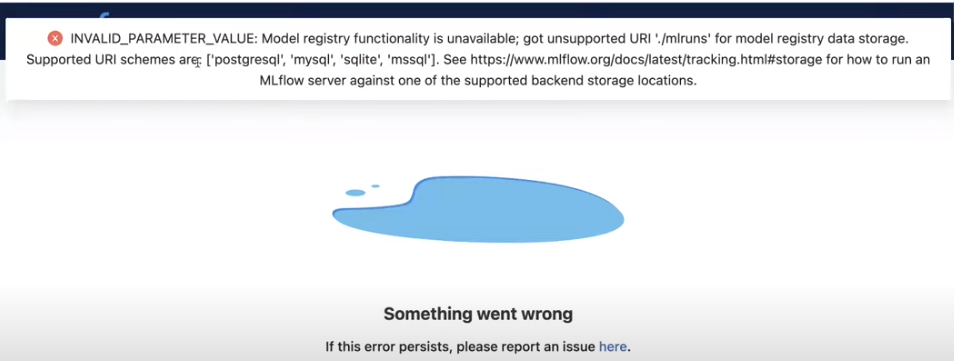 INVALID_PARAMETER_VALUE: Model registry functionality is unavailable; got unsupported URI './mlruns' for model registry data storage.
Supported URI schemes are: ['postgresql', 'mysql', 'sqlite', 'mssql']. See https://www.mlflow.org/docs/latest/tracking.html#storage for how to run an
MLflow server against one of the supported backend storage locations.
Something went wrong
If this error persists, please report an issue here.